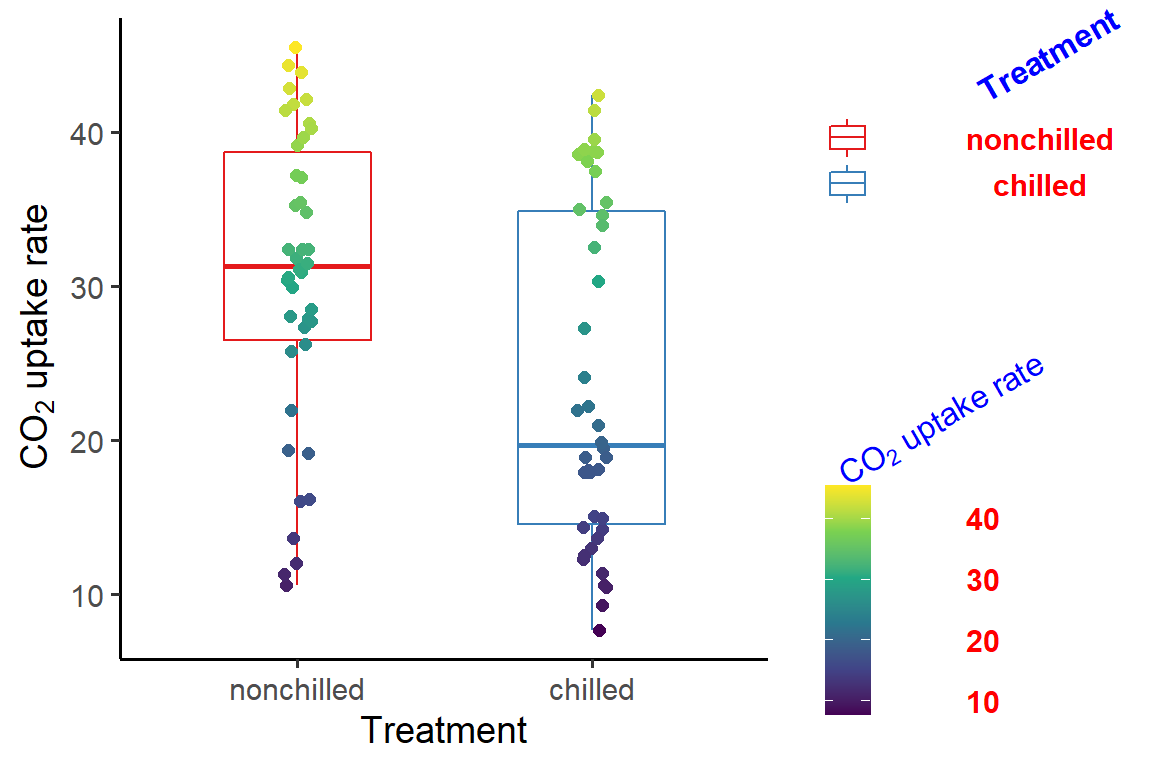 CO₂ uptake rate
40
30
20
10
nonchilled
chilled
Treatment
Treatment
nonchilled
chilled
CO₂ uptake rate
40
30
20
10